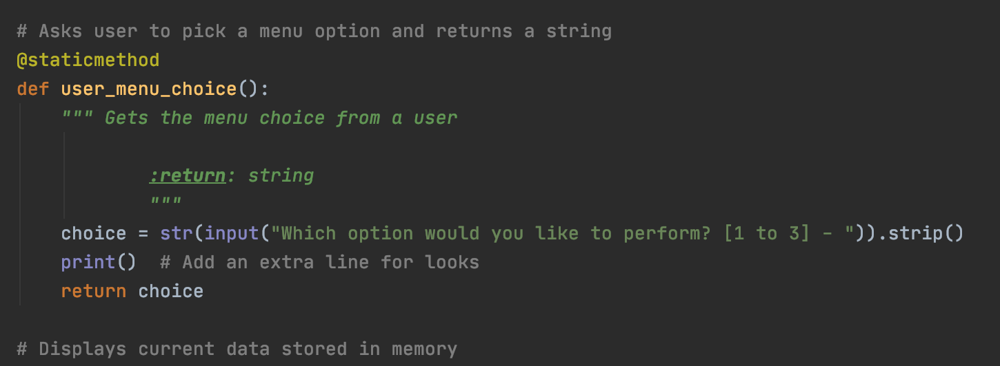 # Asks user to pick a menu option and returns a string
@staticmethod
def user_menu_choice():
    """ Gets the menu choice from a user

            :return: string
            """
    choice = str(input("Which option would you like to perform? [1 to 3] - ")).strip()
    print()  # Add an extra line for looks
    return choice

# Displays current data stored in memory